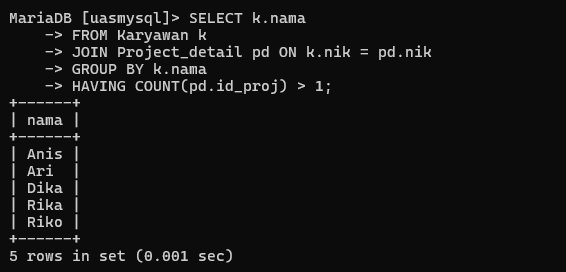 MariaDB [uasmysql]> SELECT k.nama
    -> FROM Karyawan k
    -> JOIN Project_detail pd ON k.nik = pd.nik
    -> GROUP BY k.nama
    -> HAVING COUNT(pd.id_proj) > 1;
+------+
| nama |
+------+
| Anis |
| Ari  |
| Dika |
| Rika |
| Riko |
+------+
5 rows in set (0.001 sec)